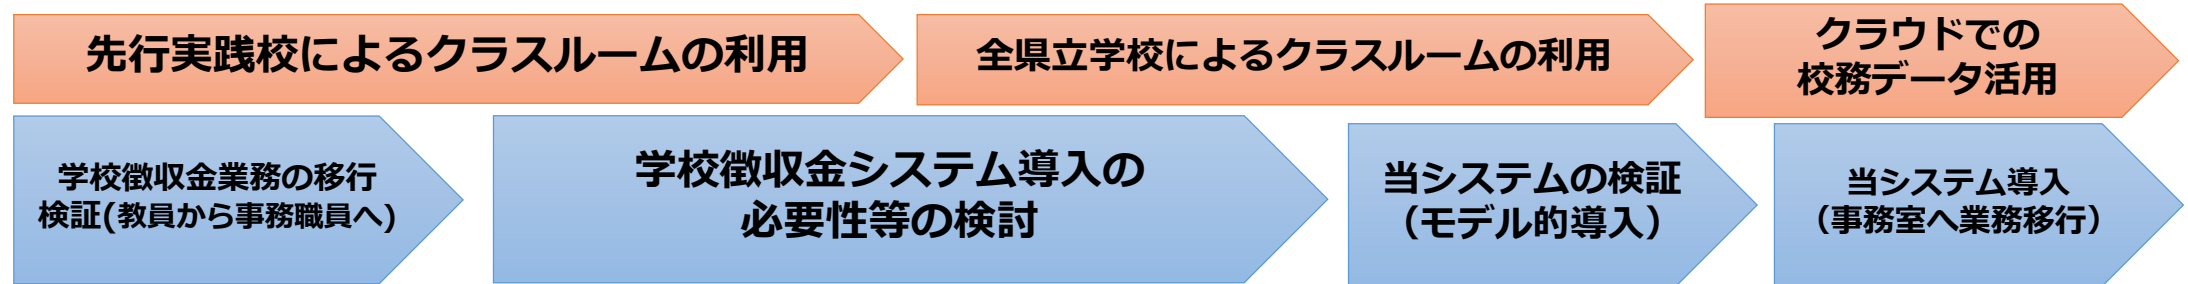 先行実践校によるクラスルームの利用
全県立学校によるクラスルームの利用
クラウドでの
校務データ活用
学校徴収金業務の移行
検証(教員から事務職員へ)
学校徴収金システム導入の
必要性等の検討
当システムの検証
（モデル的導入）
当システム導入
（事務室へ業務移行）